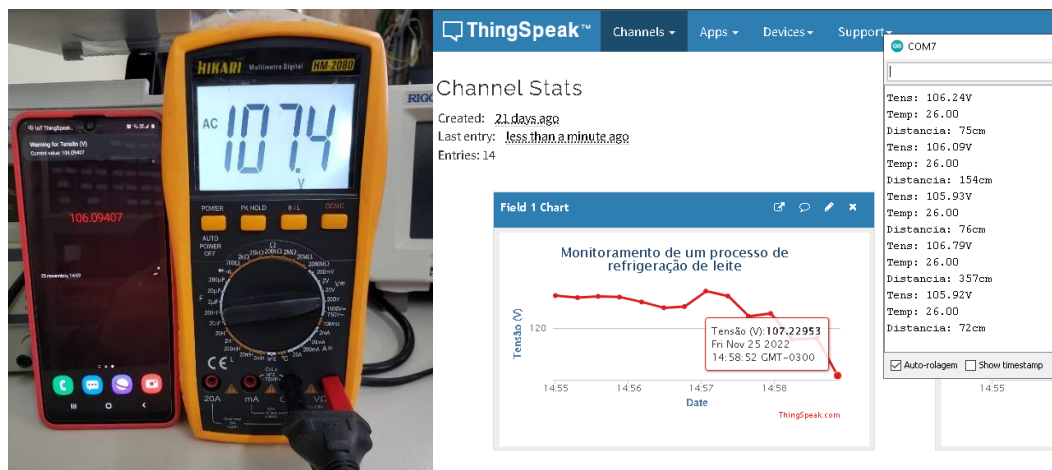 IoT ThingSpeak...
Warning for Tensão (V)
Current value: 106.09407
106.09407
25 novembro, 14:59
HIKARI Multimetro Digital HM-2080
RIGO
AC 107.4
V
POWER PK HOLD B/L DC/AC
AUTO
POWER
OFF
20A mA
ThingSpeak™ Channels Apps Devices Support
Channel Stats
Created: 21 days ago
Last entry: less than a minute ago
Entries: 14
Field 1 Chart
Monitoramento de um processo de
refrigeração de leite
Tensão (V)
120
Tensão (V): 107.22953
Fri Nov 25 2022
14:58:52 GMT-0300
14:55 14:56 14:57 14:58
Date
ThingSpeak.com
COM7
Tens: 106.24V
Temp: 26.00
Distancia: 75cm
Tens: 106.09V
Temp: 26.00
Distancia: 154cm
Tens: 105.93V
Temp: 26.00
Distancia: 76cm
Tens: 106.79V
Temp: 26.00
Distancia: 357cm
Tens: 105.92V
Temp: 26.00
Distancia: 72cm
Auto-rolagem Show timestamp
14:55